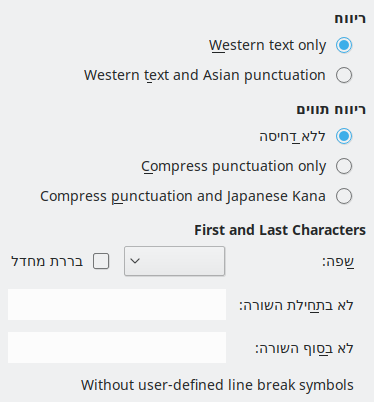 ריווח
Western text only
Western text and Asian punctuation
ריווח תווים
ללא דחיסה
Compress punctuation only
Compress punctuation and Japanese Kana
First and Last Characters
שפה: בררת מחדל
לא בתחילת השורה:
לא בסוף השורה:
Without user-defined line break symbols